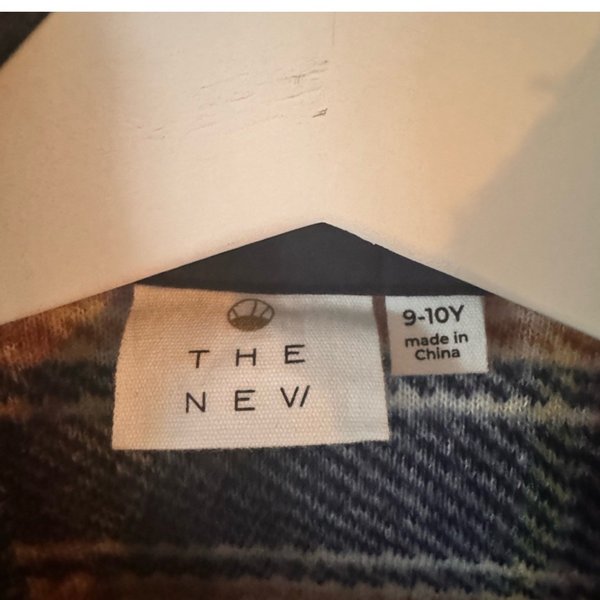 THE
NEW
9-10Y
made in
China